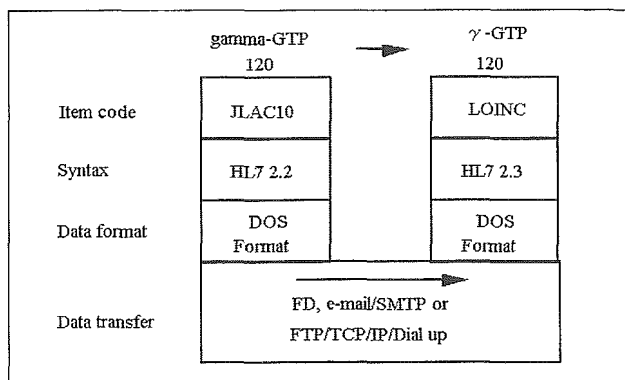 gamma-GTP γ-GTP
120 120
Item code JLAC10 LOINC
Syntax HL7 2.2 HL7 2.3
Data format DOS Format DOS Format
FD, e-mail/SMTP or
Data transfer FTP/TCP/IP/Dial up